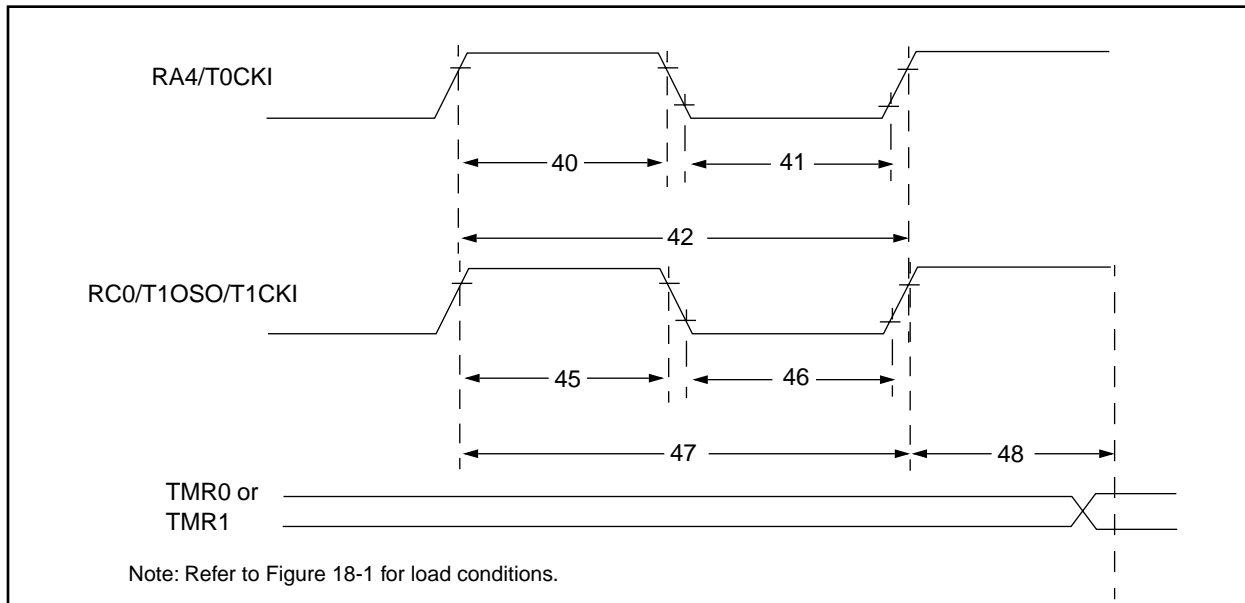 RA4/T0CKI
40
41
42
RC0/T1OSO/T1CKI
45
46
47
48
TMR0 or
TMR1
Note: Refer to Figure 18-1 for load conditions.